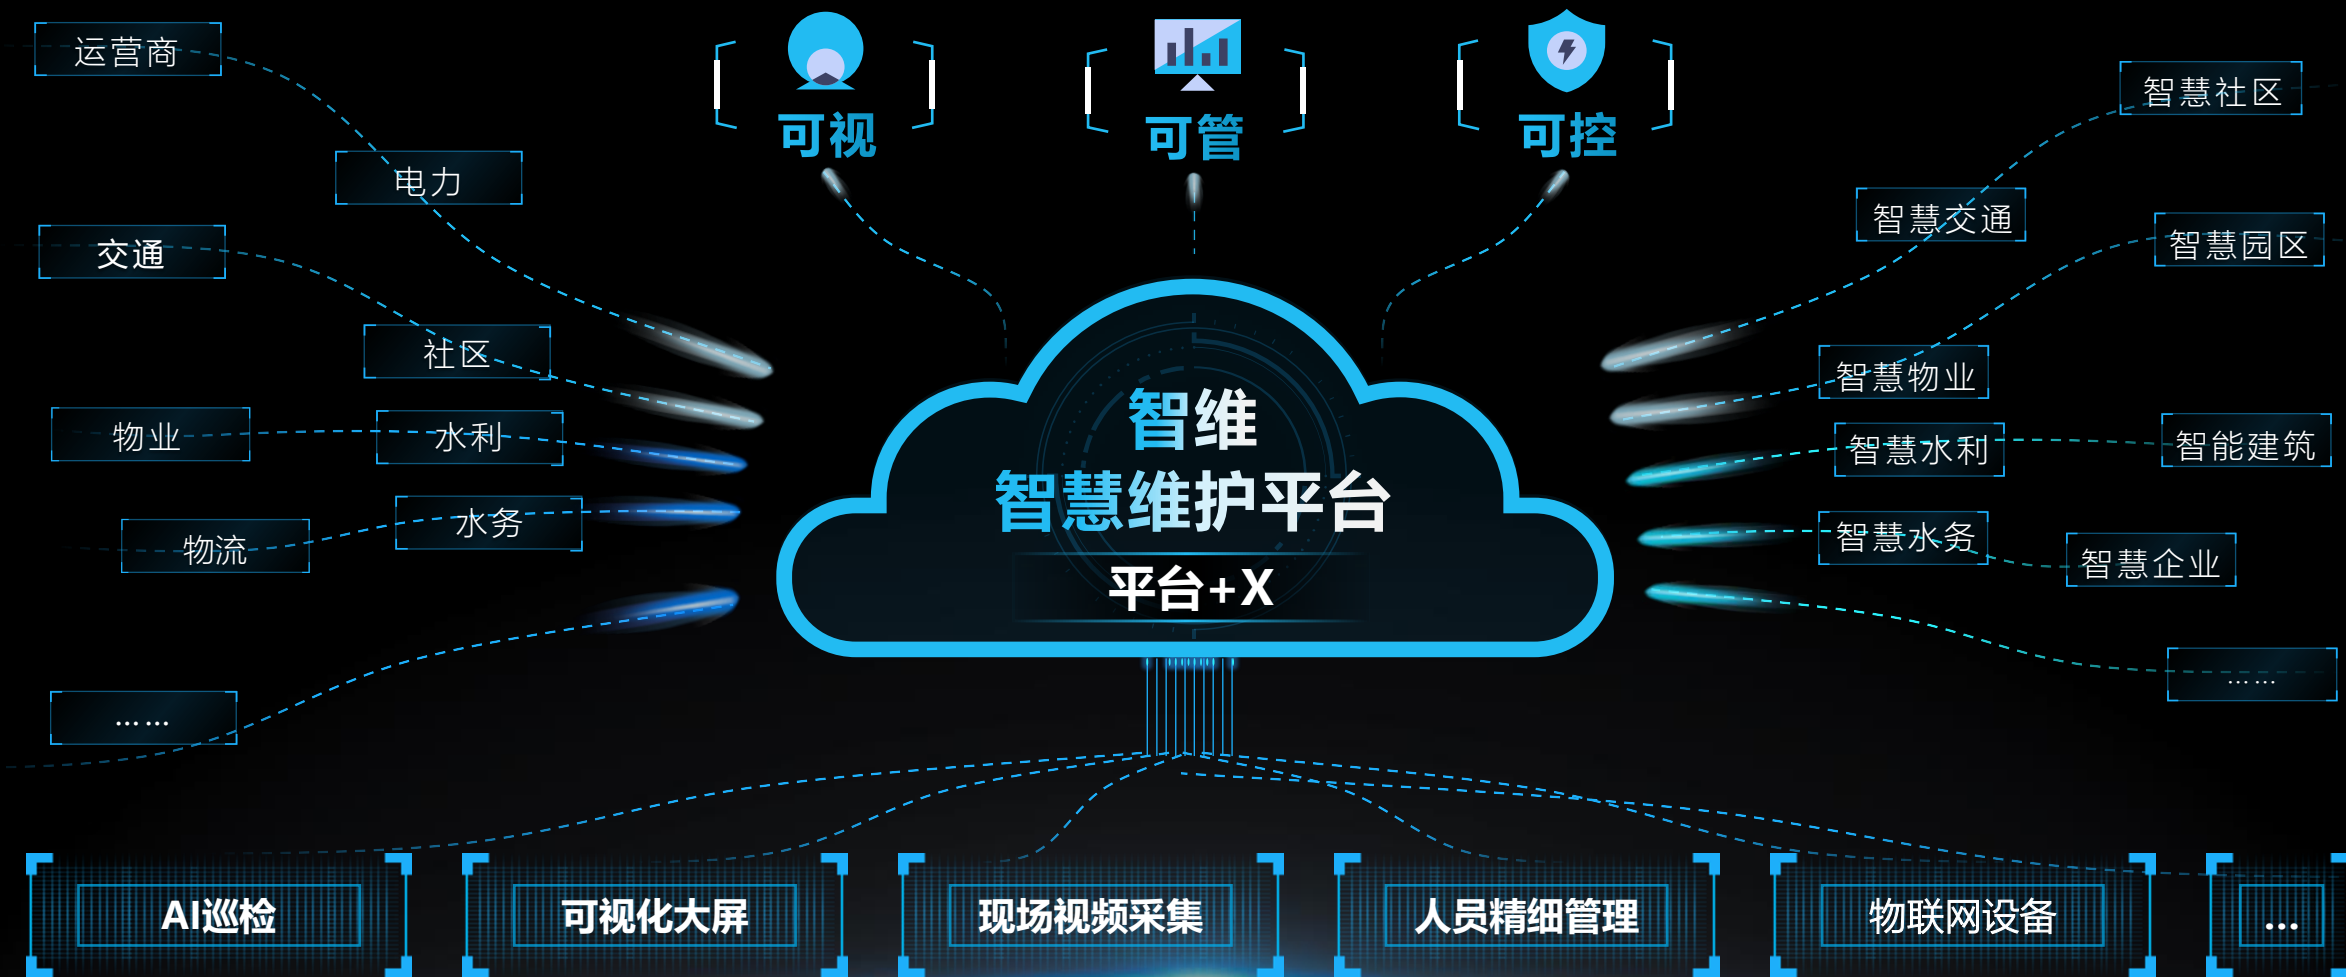 可视
可管
可控
运营商
电力
交通
社区
物业
水利
物流
水务
……
智维
智慧维护平台
平台+X
智慧社区
智慧交通
智慧园区
智慧物业
智慧水利
智能建筑
智慧水务
智慧企业
……
AI巡检
可视化大屏
现场视频采集
人员精细管理
物联网设备
...